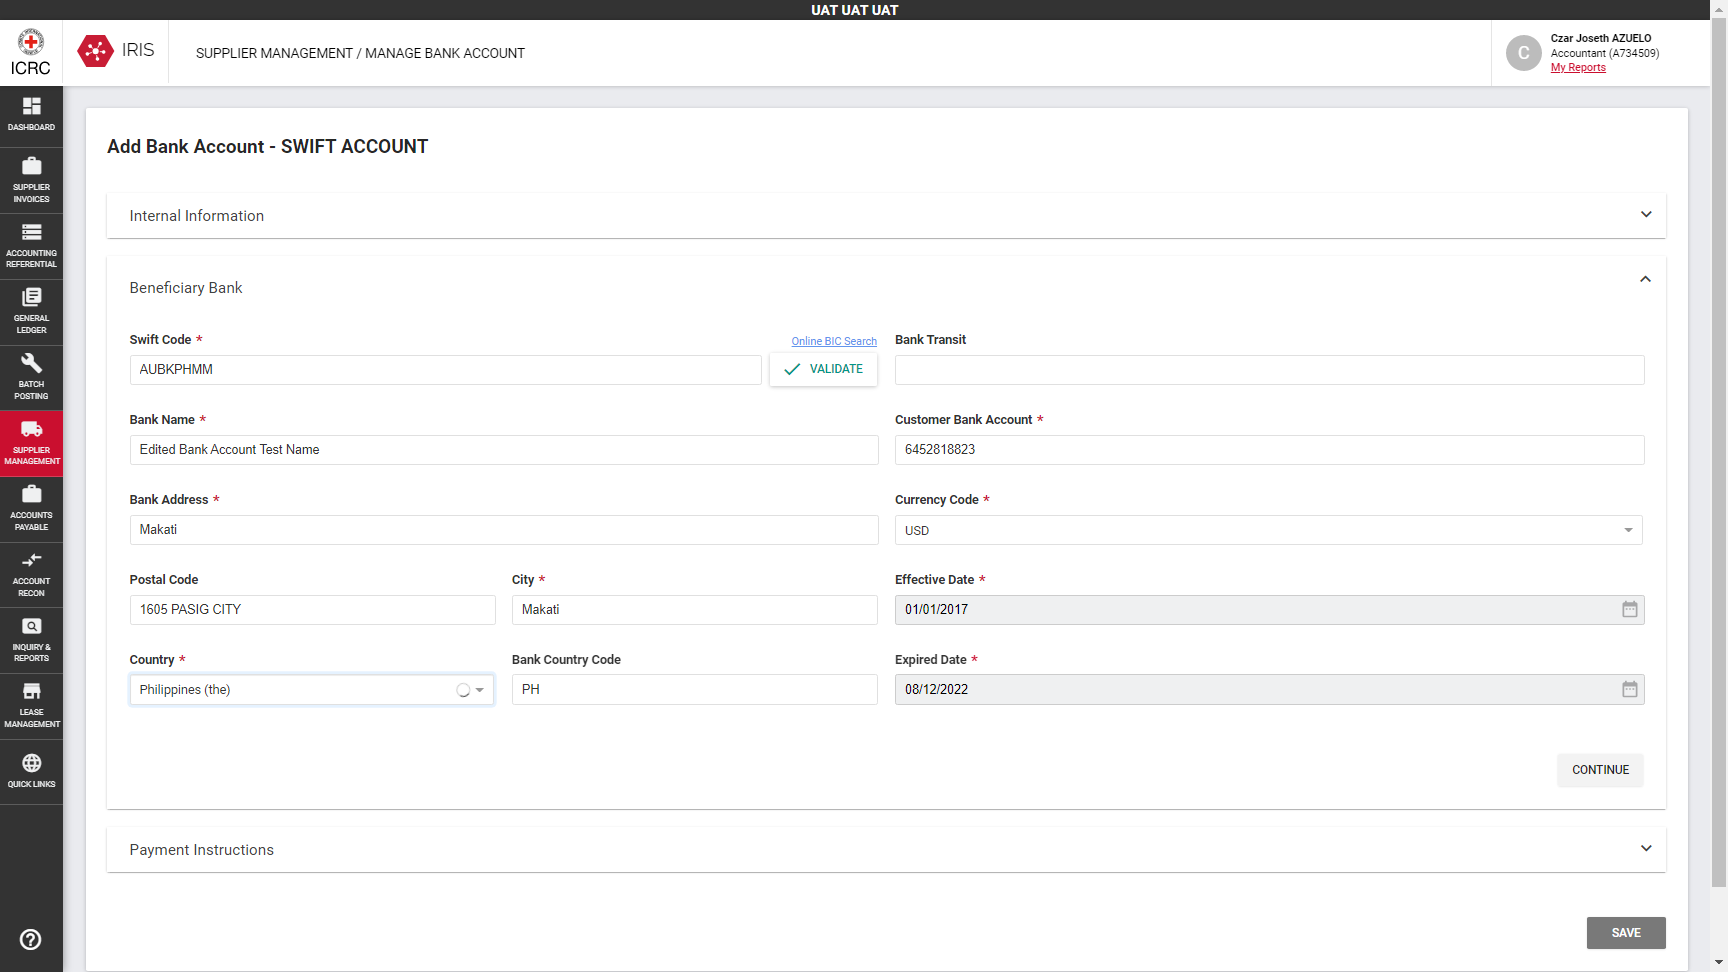 UAT UAT UAT
ICRC
IRIS
SUPPLIER MANAGEMENT / MANAGE BANK ACCOUNT
C
Czar Joseth AZUELO
Accountant (A734509)
My Reports
DASHBOARD
SUPPLIER
INVOICES
ACCOUNTING
REFERENTIAL
GENERAL
LEDGER
BATCH
POSTING
SUPPLIER
MANAGEMENT
ACCOUNTS
PAYABLE
ACCOUNT
RECON
INQUIRY &
REPORTS
LEASE
MANAGEMENT
QUICK LINKS
Add Bank Account - SWIFT ACCOUNT
Internal Information
Beneficiary Bank
Swift Code *
Online BIC Search
AUBKPHMM
VALIDATE
Bank Transit
Bank Name *
Edited Bank Account Test Name
Customer Bank Account *
6452818823
Bank Address *
Makati
Currency Code *
USD
Postal Code
1605 PASIG CITY
City *
Makati
Effective Date *
01/01/2017
Country *
Philippines (the)
Bank Country Code
PH
Expired Date *
08/12/2022
CONTINUE
Payment Instructions
SAVE